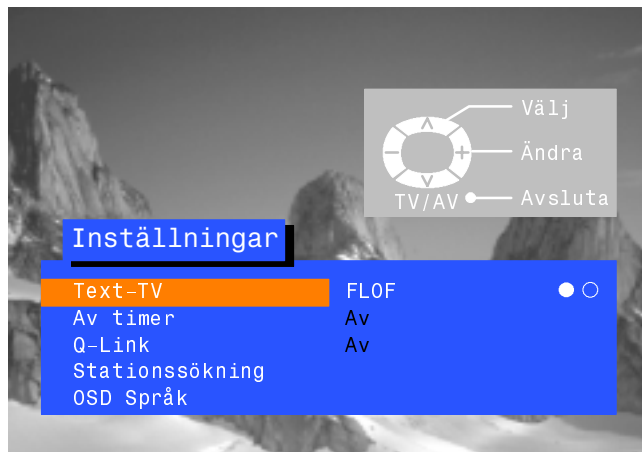 Välj
Ändra
TV/AV Avsluta
Inställningar
Text-TV FLOF
Av timer Av
Q-Link Av
Stationssökning
OSD Språk